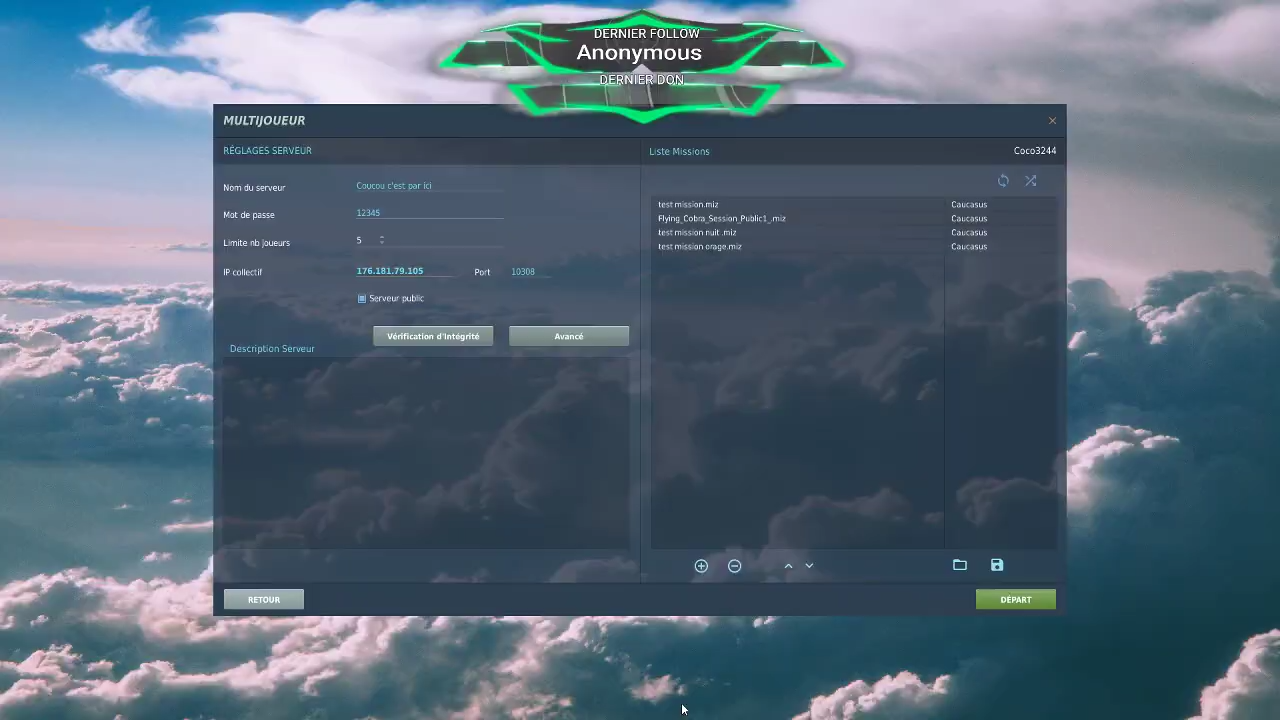 DERNIER FOLLOW
Anonymous
DERNIER DON
MULTIJOUEUR
RÉGLAGES SERVEUR
Liste Missions
Coco3244
Nom du serveur
Coucou c'est par ici
Mot de passe
12345
Limite nb joueurs
5
IP collectif
176.181.79.105
Port
10308
Serveur public
Vérification d'Intégrité
Avancé
Description Serveur
test mission.miz
Caucasus
Flying_Cobra_Session_Public1_.miz
Caucasus
test mission nuit .miz
Caucasus
test mission orage.miz
Caucasus
RETOUR
DÉPART